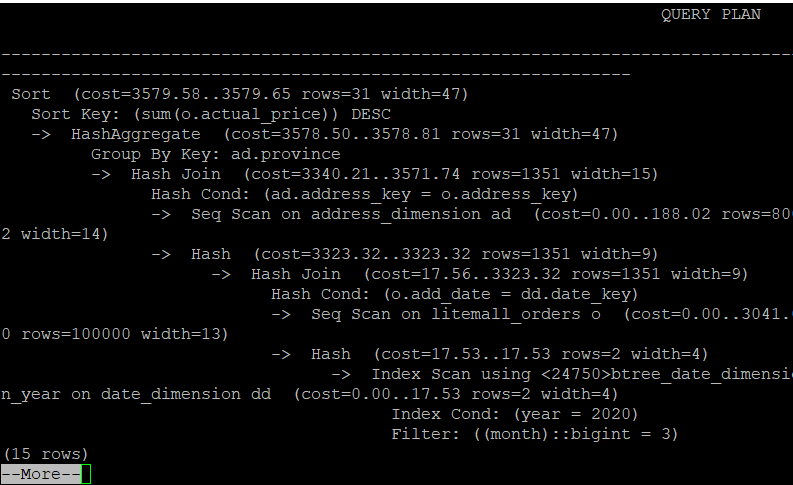 QUERY PLAN
-------------------------------------------------------------------------------
---------------------------------------------------------------
Sort  (cost=3579.58..3579.65 rows=31 width=47)
  Sort Key: (sum(o.actual_price)) DESC
  ->  HashAggregate  (cost=3578.50..3578.81 rows=31 width=47)
        Group By Key: ad.province
        ->  Hash Join  (cost=3340.21..3571.74 rows=1351 width=15)
              Hash Cond: (ad.address_key = o.address_key)
              ->  Seq Scan on address_dimension ad  (cost=0.00..188.02 rows=800
2 width=14)
              ->  Hash  (cost=3323.32..3323.32 rows=1351 width=9)
                    ->  Hash Join  (cost=17.56..3323.32 rows=1351 width=9)
                          Hash Cond: (o.add_date = dd.date_key)
                          ->  Seq Scan on litemall_orders o  (cost=0.00..3041.0
0 rows=100000 width=13)
                          ->  Hash  (cost=17.53..17.53 rows=2 width=4)
                                ->  Index Scan using <24750>btree_date_dimensio
n_year on date_dimension dd  (cost=0.00..17.53 rows=2 width=4)
                                      Index Cond: (year = 2020)
                                      Filter: ((month)::bigint = 3)
(15 rows)
--More--